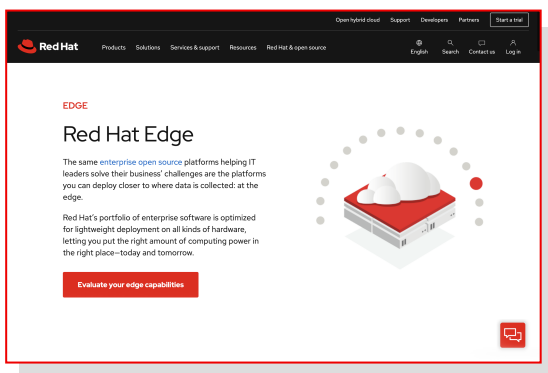 Open hybrid cloud Support Developers Partners Start a trial
Red Hat Products Solutions Services & support Resources Red Hat & open source English Search Contact us Log in
EDGE
Red Hat Edge
The same enterprise open source platforms helping IT
leaders solve their business' challenges are the platforms
you can deploy closer to where data is collected: at the
edge.
Red Hat's portfolio of enterprise software is optimized
for lightweight deployment on all kinds of hardware,
letting you put the right amount of computing power in
the right place—today and tomorrow.
Evaluate your edge capabilities